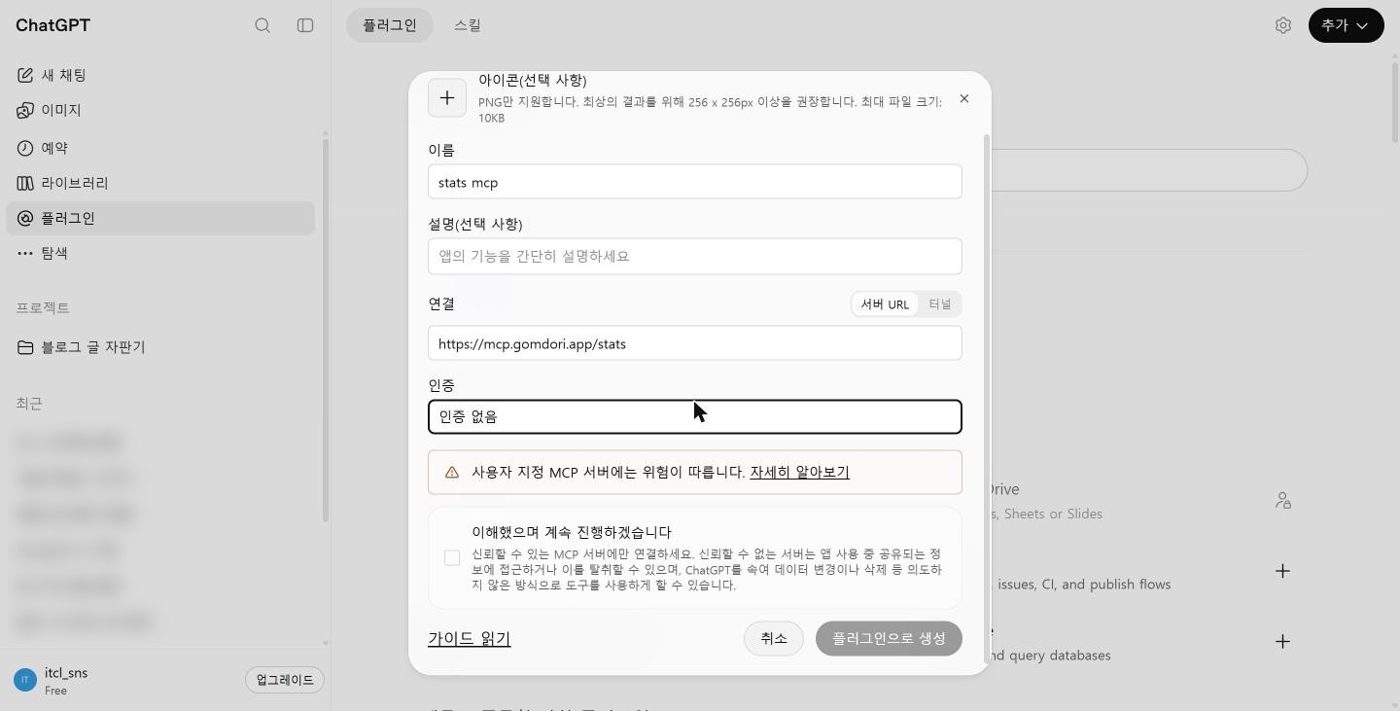 ChatGPT
새 채팅
이미지
예약
라이브러리
플러그인
탐색
프로젝트
블로그 글 자판기
최근
IT
itcl_sns
Free
업그레이드
플러그인
스킬
추가
아이콘(선택 사항)
PNG만 지원합니다. 최상의 결과를 위해 256 x 256px 이상을 권장합니다. 최대 파일 크기:
10KB
이름
stats mcp
설명(선택 사항)
앱의 기능을 간단히 설명하세요
연결
서버 URL
터널
https://mcp.gomdori.app/stats
인증
인증 없음
사용자 지정 MCP 서버에는 위험이 따릅니다. 자세히 알아보기
이해했으며 계속 진행하겠습니다
신뢰할 수 있는 MCP 서버에만 연결하세요. 신뢰할 수 없는 서버는 앱 사용 중 공유되는 정
보에 접근하거나 이를 탈취할 수 있으며, ChatGPT를 속여 데이터 변경이나 삭제 등 의도하
지 않은 방식으로 도구를 사용하게 할 수 있습니다.
가이드 읽기
취소
플러그인으로 생성
Drive
s, Sheets or Slides
issues, CI, and publish flows
nd query databases